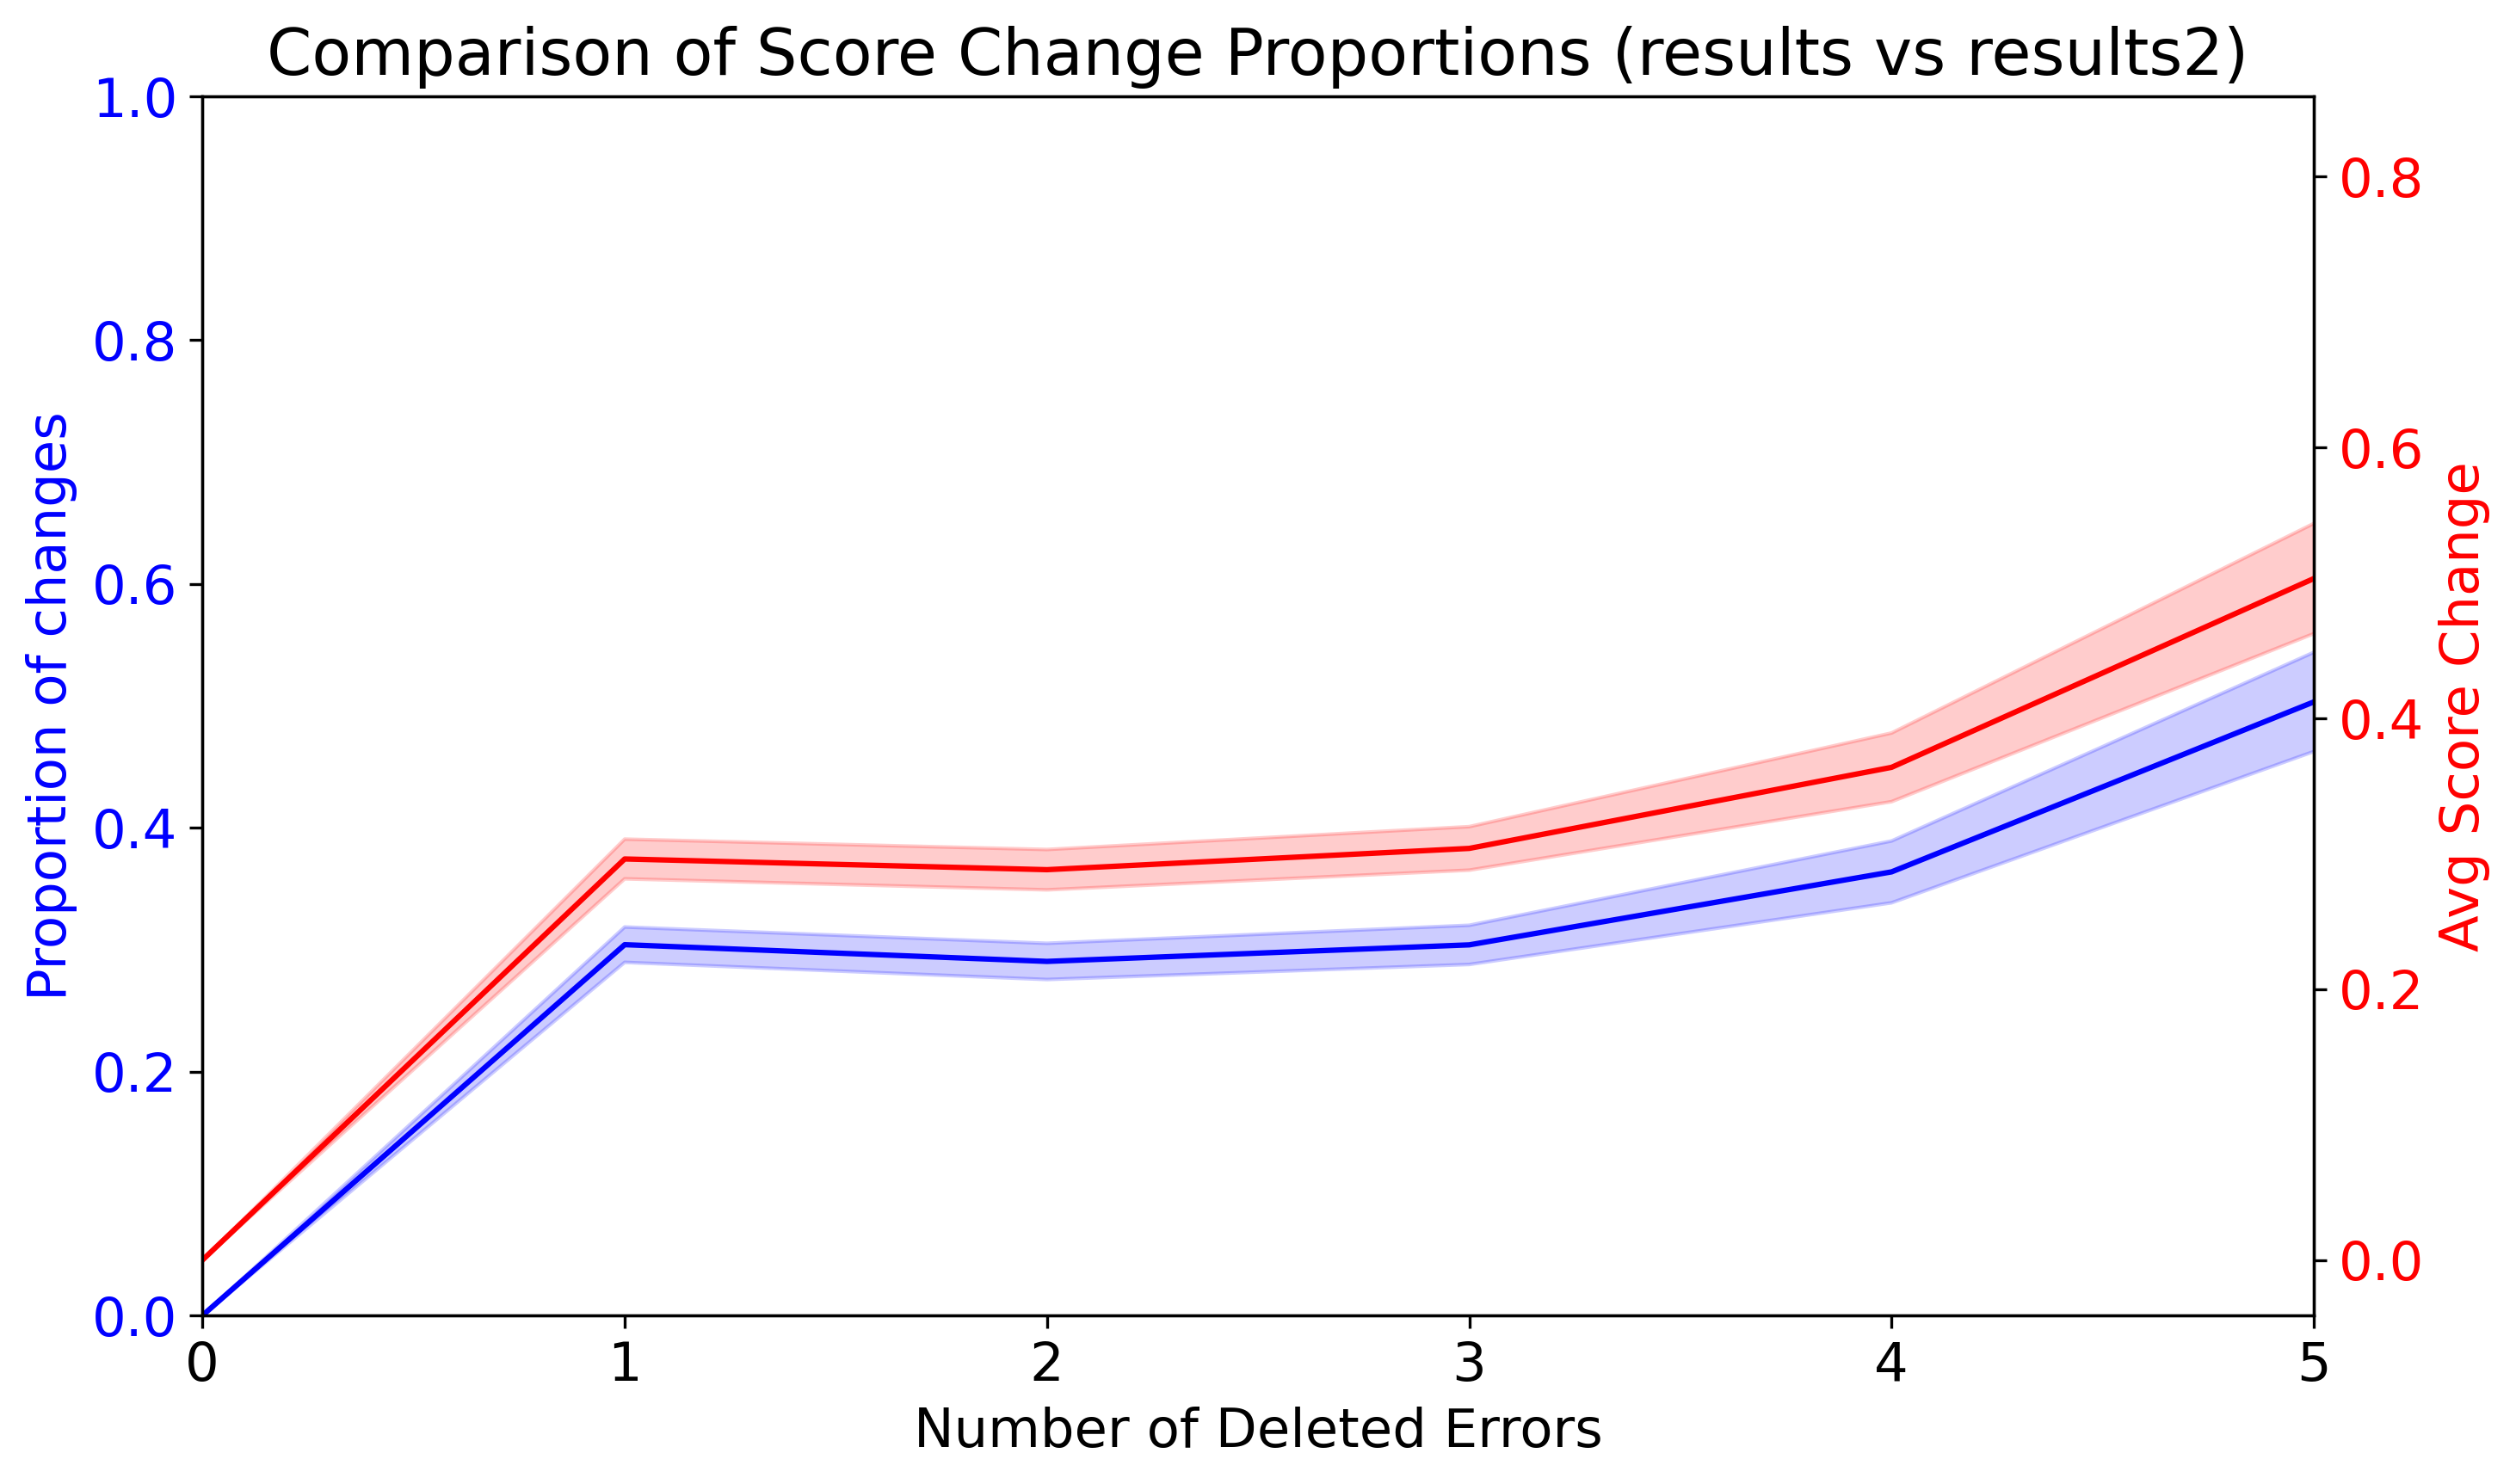 Comparison of Score Change Proportions (results vs results2)
Proportion of changes
1.0
0.8
0.6
0.4
0.2
0.0
0 1 2 3 4 5
Number of Deleted Errors
0.8
0.6
0.4
0.2
0.0
Avg Score Change